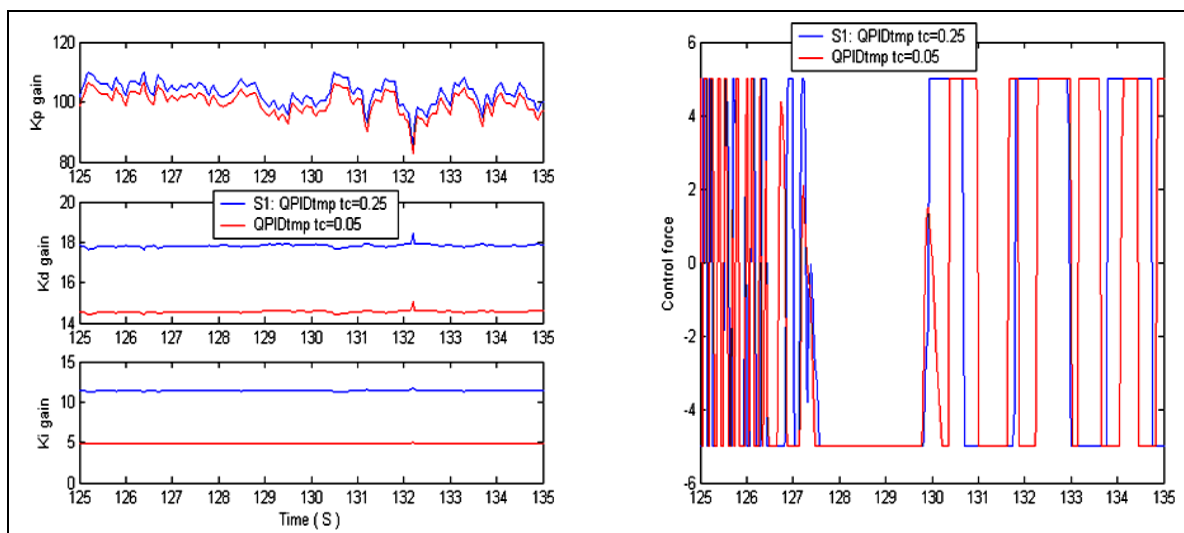 120
100
80
Kp gain
125 126 127 128 129 130 131 132 133 134 135
S1: QPIDtmp tc=0.25
QPIDtmp tc=0.05
20
18
16
14
Kd gain
125 126 127 128 129 130 131 132 133 134 135
15
10
5
0
Ki gain
125 126 127 128 129 130 131 132 133 134 135
Time ( S )
S1: QPIDtmp tc=0.25
QPIDtmp tc=0.05
6
4
2
0
-2
-4
-6
Control force
125 126 127 128 129 130 131 132 133 134 135